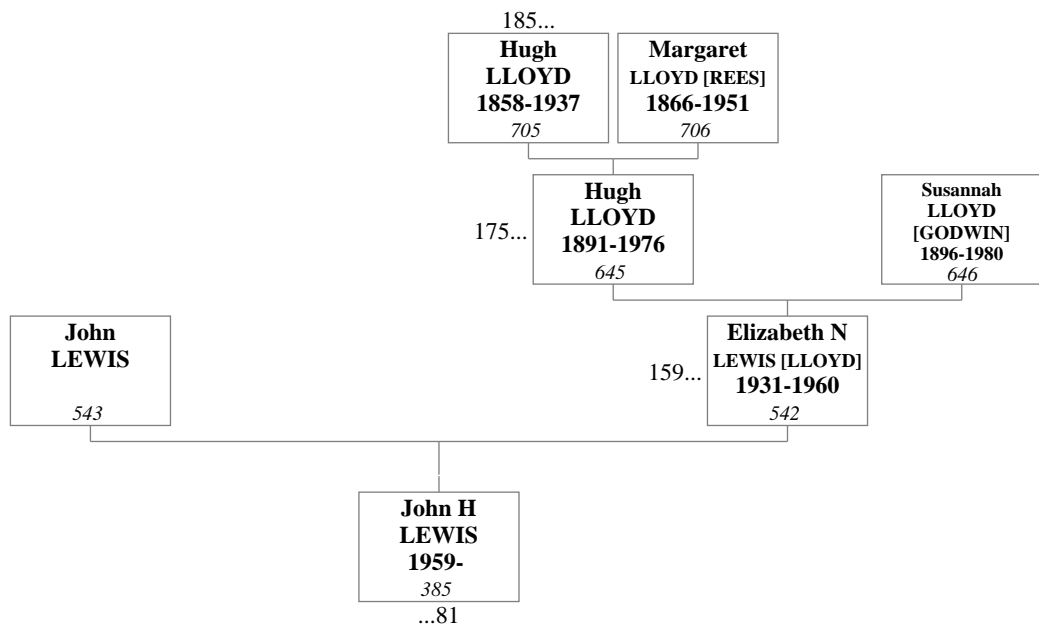 185...
Hugh
LLOYD
1858-1937
705
Margaret
LLOYD [REES]
1866-1951
706
175...
Hugh
LLOYD
1891-1976
645
Susannah
LLOYD
[GODWIN]
1896-1980
646
John
LEWIS
543
159...
Elizabeth N
LEWIS [LLOYD]
1931-1960
542
John H
LEWIS
1959-
385
...81